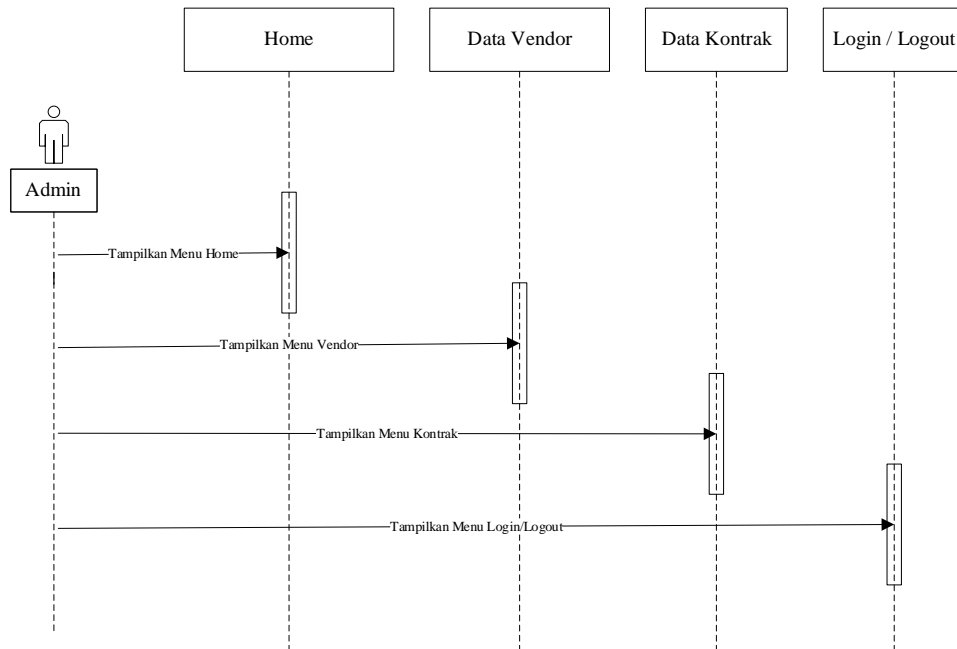 Home
Data Vendor
Data Kontrak
Login / Logout
Admin
Tampilkan Menu Home
Tampilkan Menu Vendor
Tampilkan Menu Kontrak
Tampilkan Menu Login/Logout